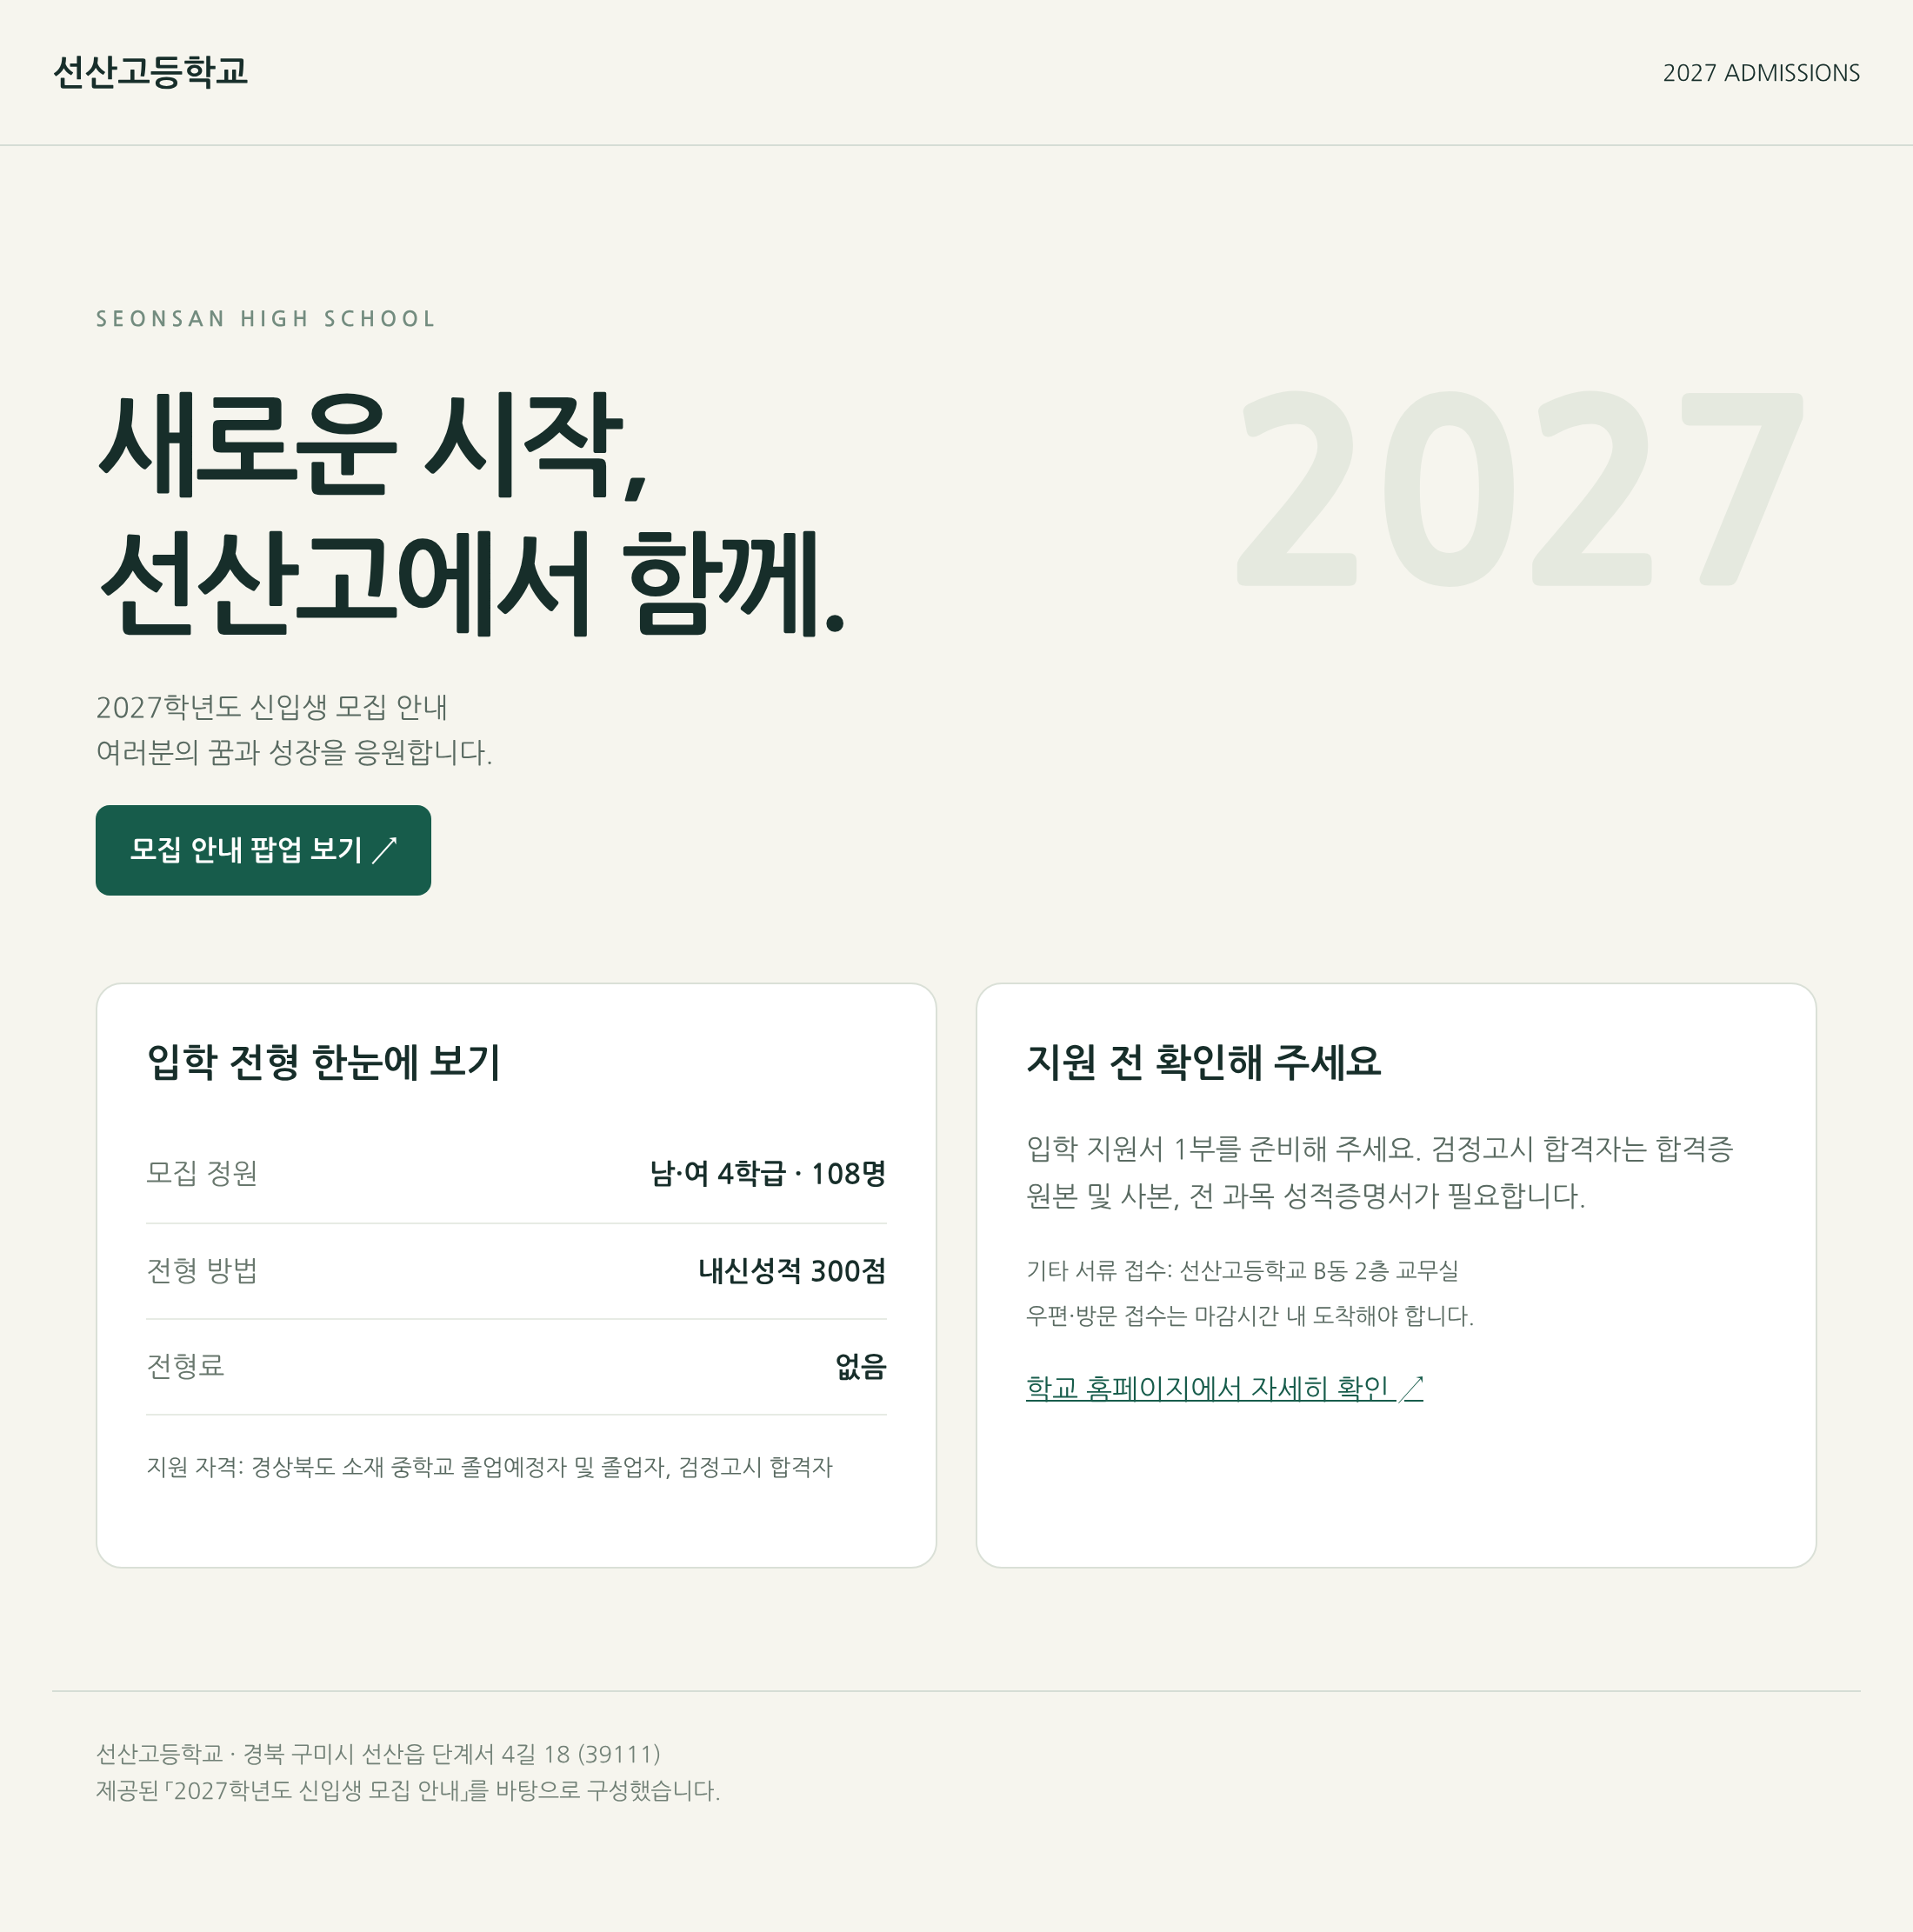 선산고등학교
2027 ADMISSIONS
SEONSAN HIGH SCHOOL
새로운 시작,
선산고에서 함께.
2027
2027학년도 신입생 모집 안내
여러분의 꿈과 성장을 응원합니다.
모집 안내 팝업 보기 ↗
입학 전형 한눈에 보기
모집 정원 남·여 4학급 · 108명
전형 방법 내신성적 300점
전형료 없음
지원 자격: 경상북도 소재 중학교 졸업예정자 및 졸업자, 검정고시 합격자
지원 전 확인해 주세요
입학 지원서 1부를 준비해 주세요. 검정고시 합격자는 합격증
원본 및 사본, 전 과목 성적증명서가 필요합니다.
기타 서류 접수: 선산고등학교 B동 2층 교무실
우편·방문 접수는 마감시간 내 도착해야 합니다.
학교 홈페이지에서 자세히 확인 ↗
선산고등학교 · 경북 구미시 선산읍 단계서 4길 18 (39111)
제공된 「2027학년도 신입생 모집 안내」를 바탕으로 구성했습니다.